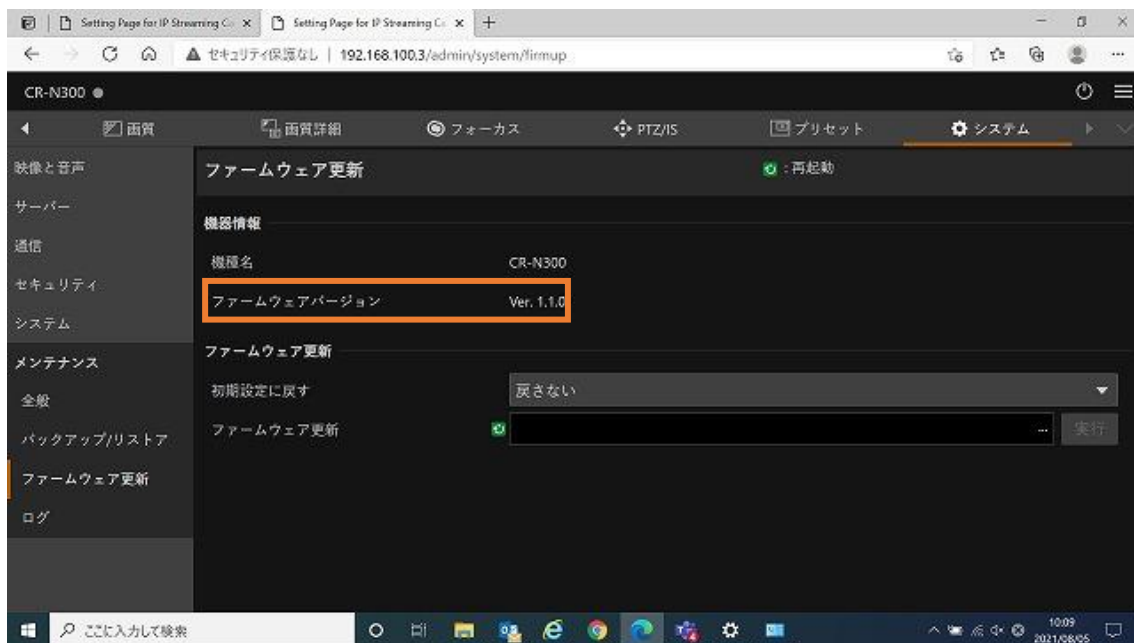 Setting Page for IP Streaming Ca
Setting Page for IP Streaming Ca
セキュリティ保護なし | 192.168.100.3/admin/system/firmup
CR-N300
画質
画質詳細
フォーカス
PTZ/IS
プリセット
システム
映像と音声
サーバー
通信
セキュリティ
システム
メンテナンス
全般
バックアップ/リストア
ファームウェア更新
ログ
ファームウェア更新
:再起動
機器情報
機種名 CR-N300
ファームウェアバージョン Ver. 1.1.0
ファームウェア更新
初期設定に戻す 戻さない
ファームウェア更新 ... 実行
ここに入力して検索
10:09
2021/08/05